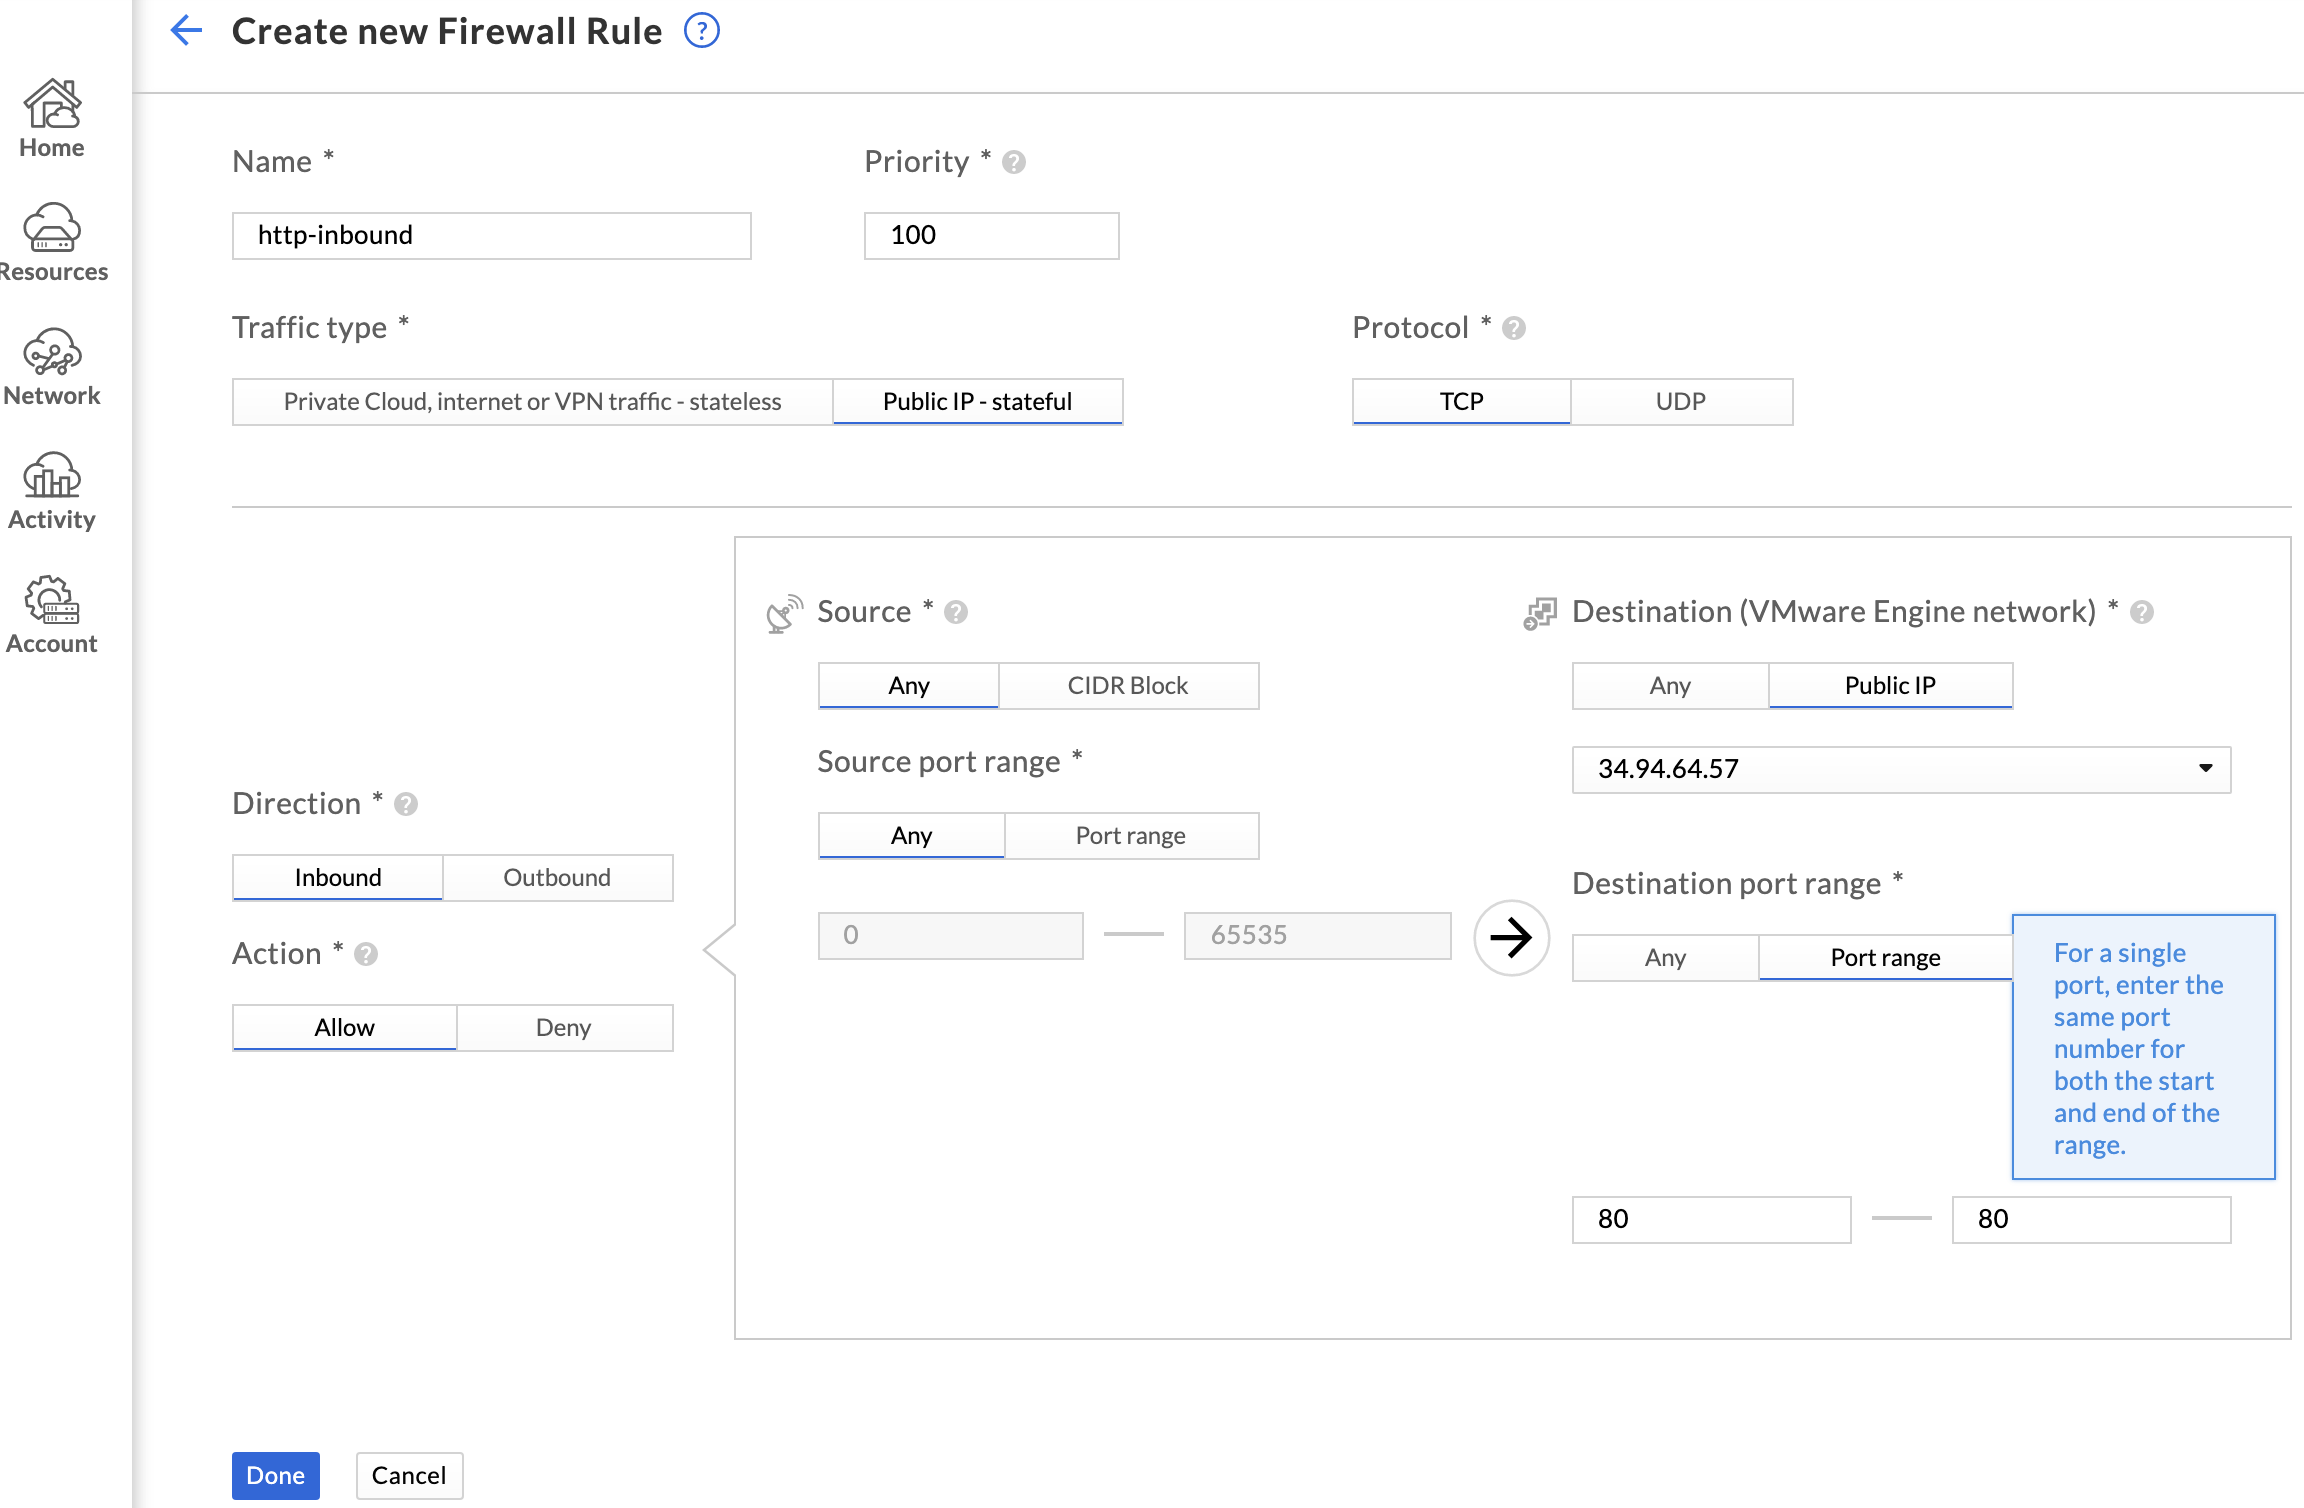 Create new Firewall Rule ?
Home
Resources
Network
Activity
Account
Name *
Priority * ?
http-inbound
100
Traffic type *
Protocol * ?
Private Cloud, internet or VPN traffic - stateless
Public IP - stateful
TCP
UDP
Direction * ?
Inbound
Outbound
Action * ?
Allow
Deny
Source * ?
Any
CIDR Block
Source port range *
Any
Port range
0
65535
Destination (VMware Engine network) * ?
Any
Public IP
34.94.64.57
Destination port range *
Any
Port range
For a single
port, enter the
same port
number for
both the start
and end of the
range.
80
80
Done
Cancel